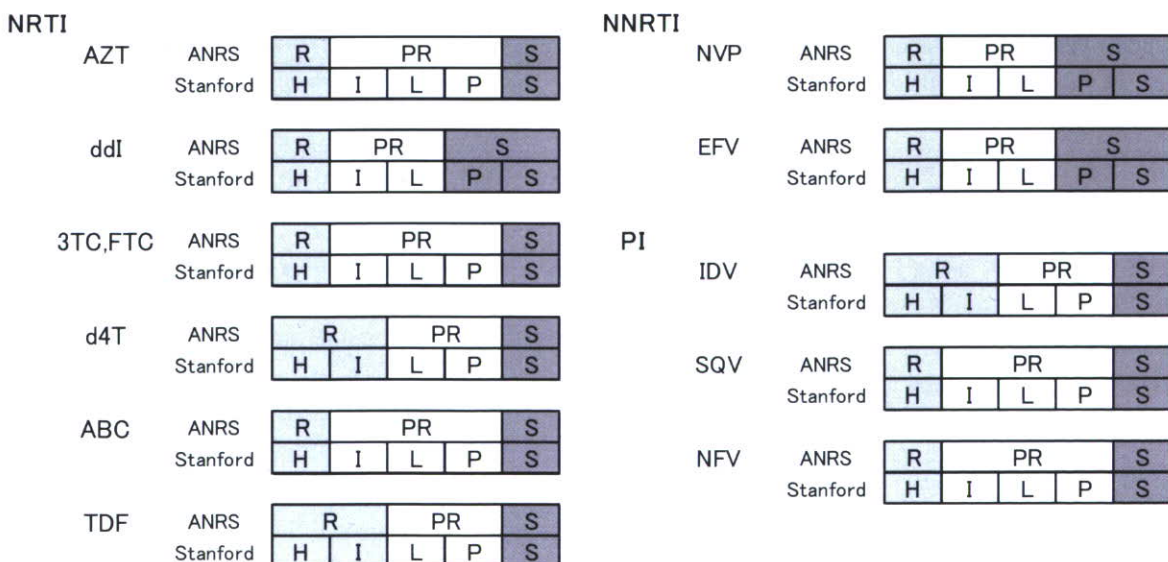 NRTI
AZT ANRS R PR S
Stanford H I L P S
ddI ANRS R PR S
Stanford H I L P S
3TC,FTC ANRS R PR S
Stanford H I L P S
d4T ANRS R PR S
Stanford H I L P S
ABC ANRS R PR S
Stanford H I L P S
TDF ANRS R PR S
Stanford H I L P S
NNRTI
NVP ANRS R PR S
Stanford H I L P S
EFV ANRS R PR S
Stanford H I L P S
PI
IDV ANRS R PR S
Stanford H I L P S
SQV ANRS R PR S
Stanford H I L P S
NFV ANRS R PR S
Stanford H I L P S